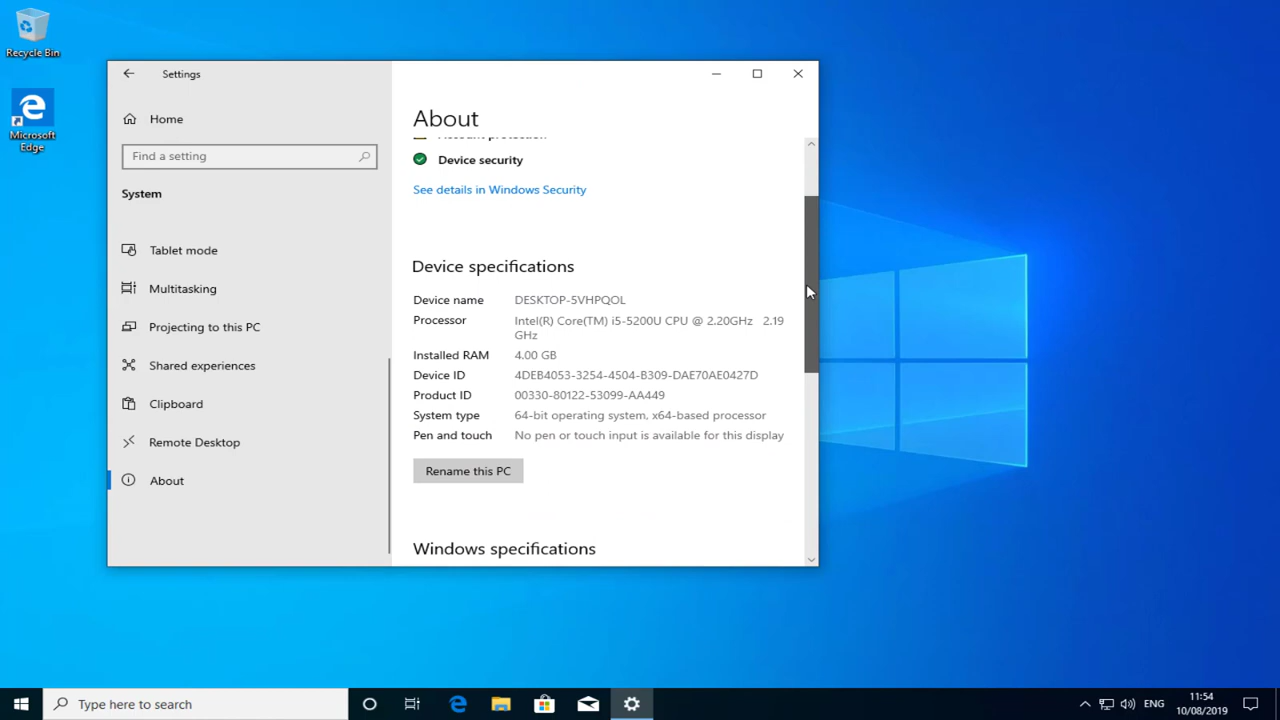 Recycle Bin
Microsoft
Edge
Settings
Home
Find a setting
System
Tablet mode
Multitasking
Projecting to this PC
Shared experiences
Clipboard
Remote Desktop
About
About
Account protection
Device security
See details in Windows Security
Device specifications
Device name DESKTOP-5VHPQOL
Processor Intel(R) Core(TM) i5-5200U CPU @ 2.20GHz 2.19
GHz
Installed RAM 4.00 GB
Device ID 4DEB4053-3254-4504-B309-DAE70AE0427D
Product ID 00330-80122-53099-AA449
System type 64-bit operating system, x64-based processor
Pen and touch No pen or touch input is available for this display
Rename this PC
Windows specifications
Type here to search
ENG
11:54
10/08/2019